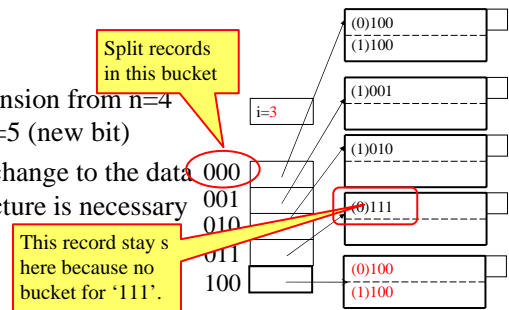 Split records
in this bucket
nsion from n=4
=5 (new bit)
change to the data
cture is necessary
This record stay s
here because no
bucket for ‘111’.
i=3
000
001
010
011
100
(0)100
(1)100
(1)001
(1)010
(0)111
(0)100
(1)100